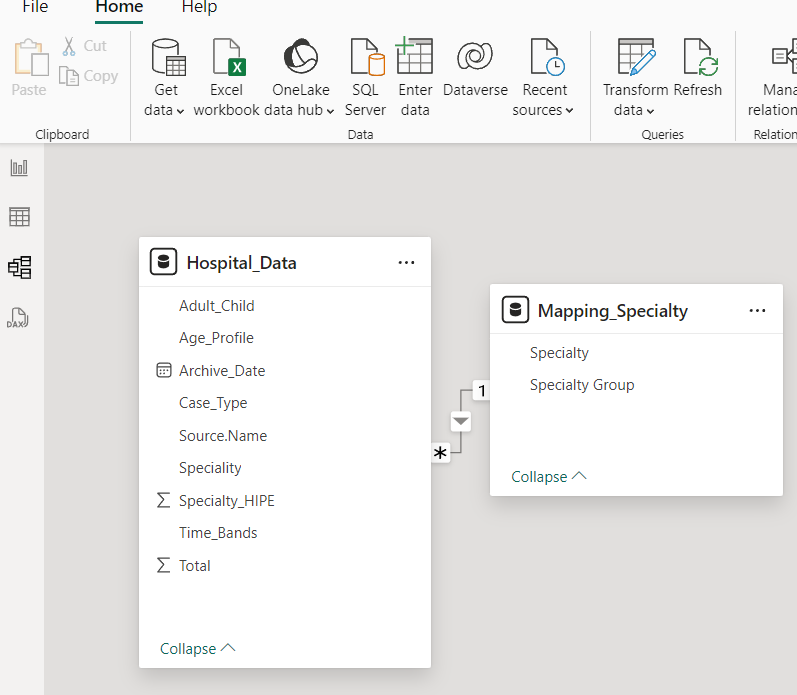 File Home Help
Paste
Cut
Copy
Clipboard
Get
data
Excel
workbook
OneLake
data hub
SQL
Server
Enter
data
Dataverse
Recent
sources
Data
Transform
data
Refresh
Queries
Mana
relation
Relation
DAX
Hospital_Data
Adult_Child
Age_Profile
Archive_Date
Case_Type
Source.Name
Speciality
Σ Specialty_HIPE
Time_Bands
Σ Total
Collapse
1
*
Mapping_Specialty
Specialty
Specialty Group
Collapse